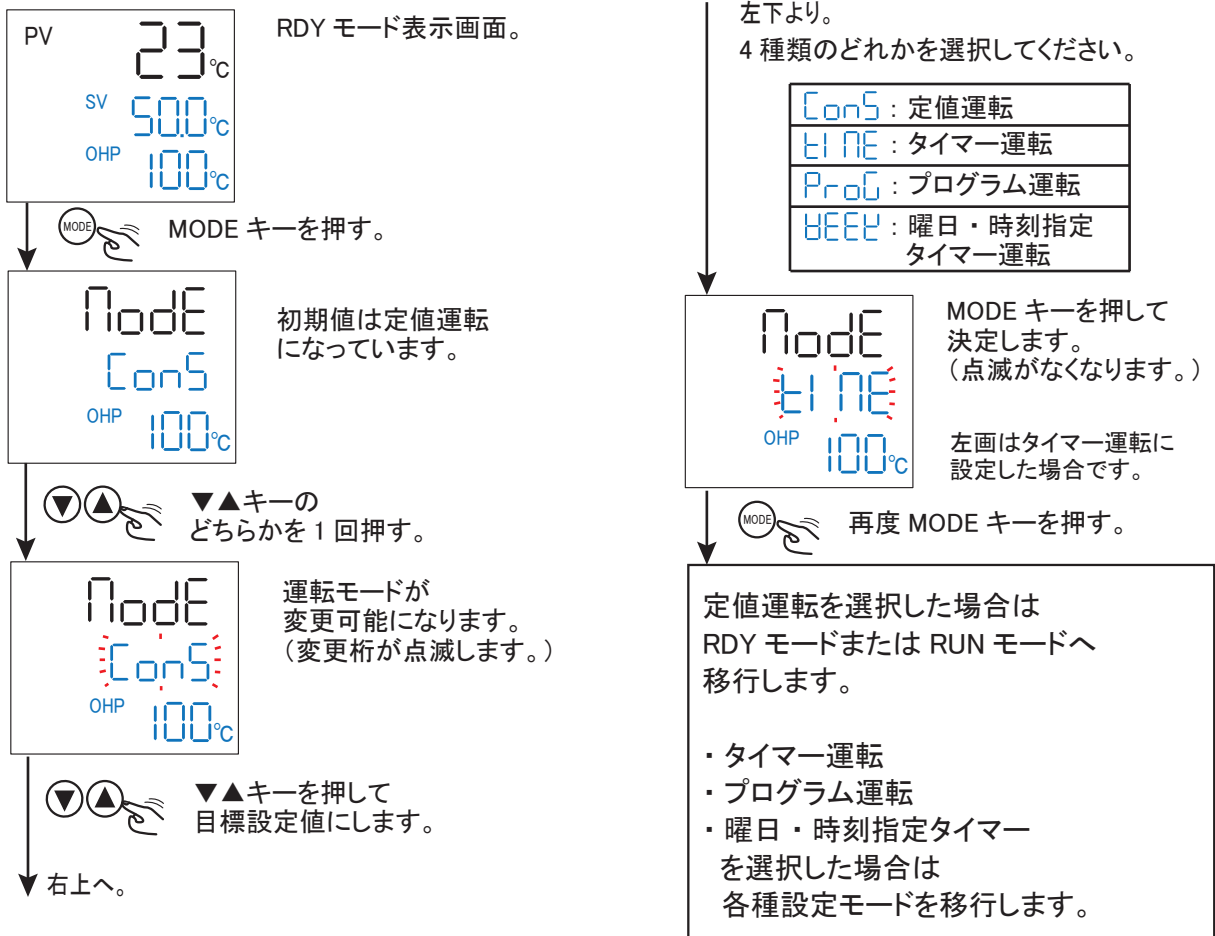 PV 23℃
RDY モード表示画面。
SV 50.0℃
OHP 100℃
MODE MODE キーを押す。
ModE
ConS
OHP 100℃
初期値は定値運転
になっています。
▼▲ ▼▲キーの
どちらかを 1 回押す。
ModE
ConS
OHP 100℃
運転モードが
変更可能になります。
（変更桁が点滅します。）
▼▲ ▼▲キーを押して
目標設定値にします。
右上へ。
左下より。
4 種類のどれかを選択してください。
ConS : 定値運転
tIME : タイマー運転
ProG : プログラム運転
WEEK : 曜日・時刻指定
タイマー運転
ModE
tIME
OHP 100℃
MODE キーを押して
決定します。
（点滅がなくなります。）
左画はタイマー運転に
設定した場合です。
MODE 再度 MODE キーを押す。
定値運転を選択した場合は
RDY モードまたは RUN モードへ
移行します。
・タイマー運転
・プログラム運転
・曜日・時刻指定タイマー
を選択した場合は
各種設定モードを移行します。